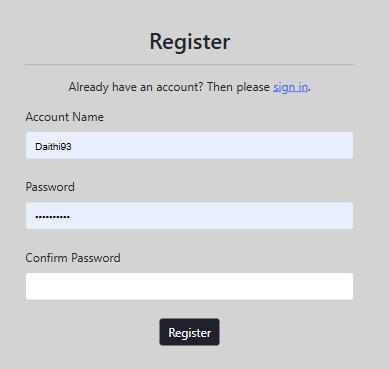 Register
Already have an account? Then please sign in.
Account Name
Daithi93
Password
••••••••••
Confirm Password
Register